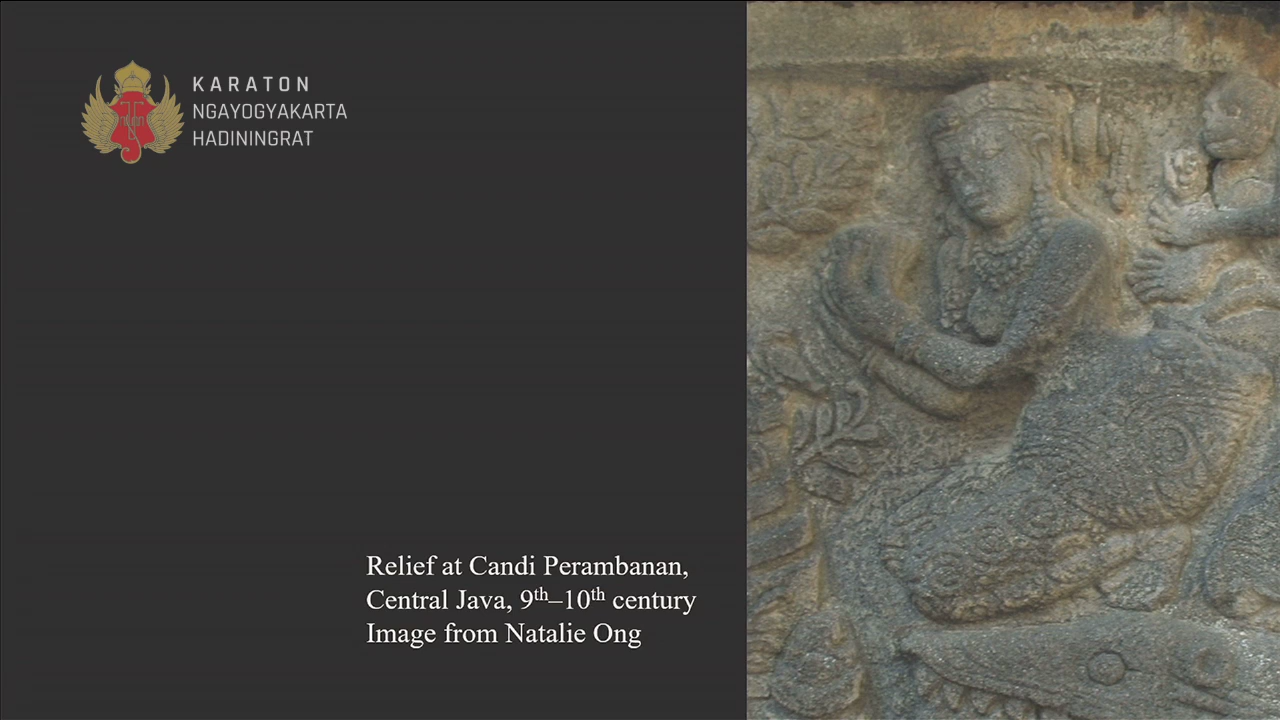 KARATON
NGAYOGYAKARTA
HADININGRAT
Relief at Candi Perambanan,
Central Java, 9th–10th century
Image from Natalie Ong